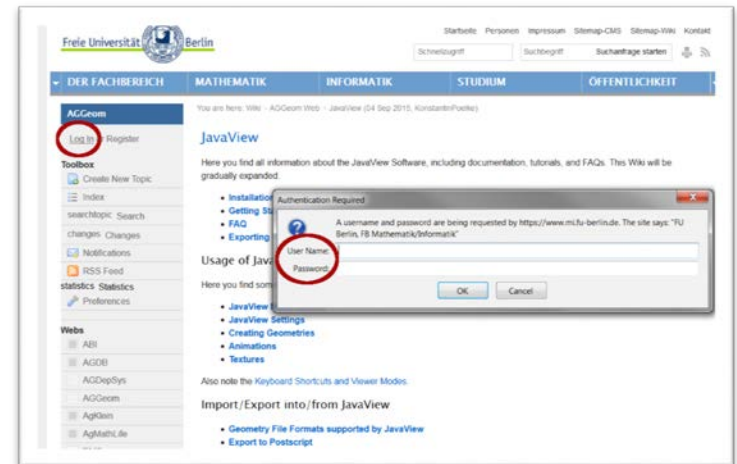 Startseite Personen Impressum Sitemap-CMS Sitemap-Wiki Kontakt
Freie Universität Berlin
Schnellzugriff Suchbegriff Suchanfrage starten
DER FACHBEREICH MATHEMATIK INFORMATIK STUDIUM ÖFFENTLICHKEIT
AGGeom
You are here: Wiki > AGGeom Web > JavaView (04 Sep 2015, KonstantinPoelke)
Log In or Register
JavaView
Toolbox
Here you find all information about the JavaView Software, including documentation, tutorials, and FAQs. This Wiki will be
gradually expanded.
Create New Topic
Index
searchtopic Search
changes Changes
Notifications
RSS Feed
statistics Statistics
Preferences
Installation
Getting
FAQ
Exporting
Authentication Required
A username and password are being requested by https://www.mi.fu-berlin.de. The site says: "FU
Berlin, FB Mathematik/Informatik"
User Name:
Password:
OK Cancel
Usage of
Here you find
JavaView
JavaView Settings
Creating Geometries
Animations
Textures
Webs
ABI
AGDB
AGDepSys
AGGeom
AgKlein
AgMathLife
Also note the Keyboard Shortcuts and Viewer Modes.
Import/Export into/from JavaView
Geometry File Formats supported by JavaView
Export to Postscript